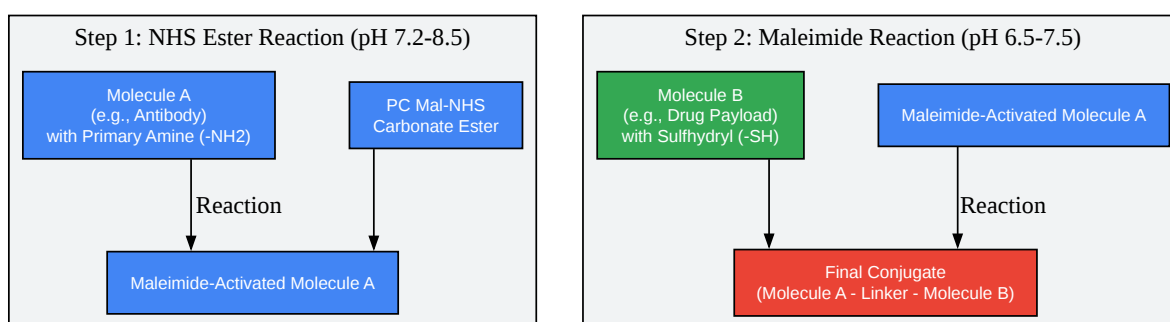 Step 1: NHS Ester Reaction (pH 7.2-8.5)
Molecule A
(e.g., Antibody)
with Primary Amine (-NH2)
PC Mal-NHS
Carbonate Ester
Reaction
Maleimide-Activated Molecule A
Step 2: Maleimide Reaction (pH 6.5-7.5)
Molecule B
(e.g., Drug Payload)
with Sulfhydryl (-SH)
Maleimide-Activated Molecule A
Reaction
Final Conjugate
(Molecule A - Linker - Molecule B)